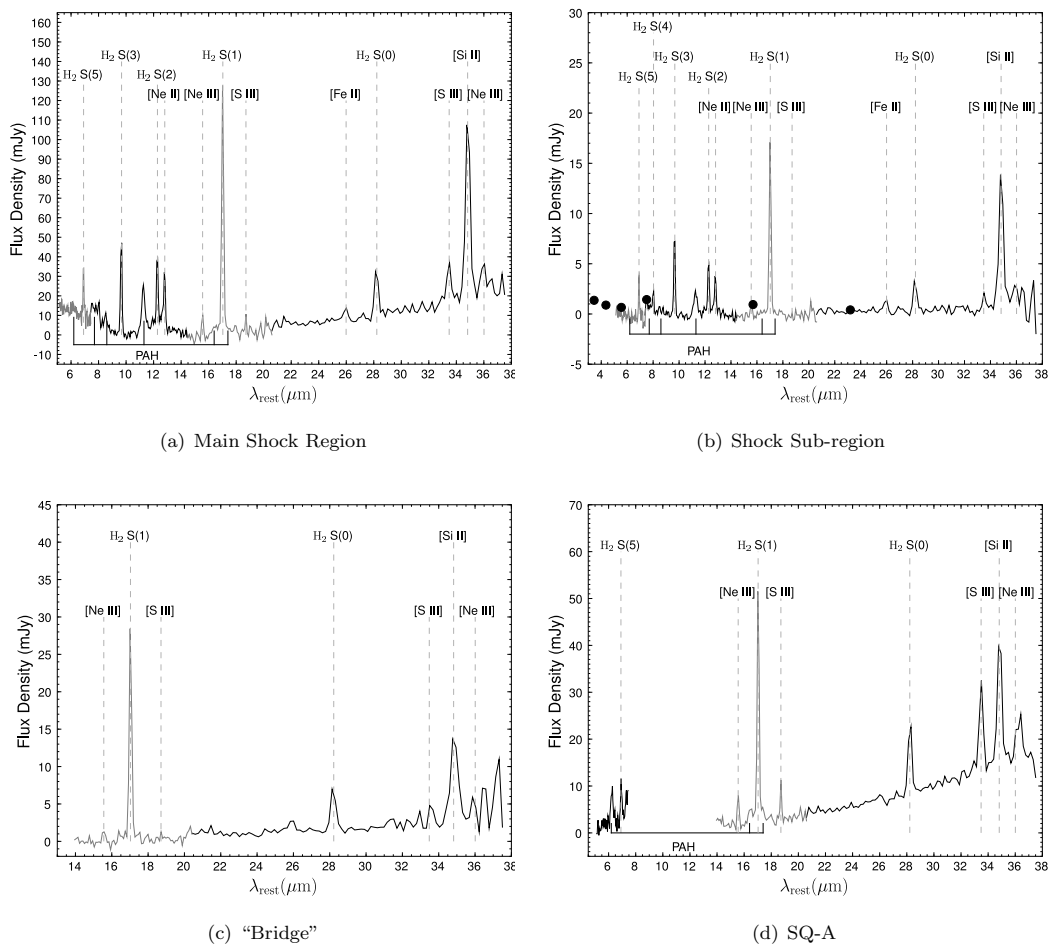 165
160
150
140
130
120
110
100
90
80
70
60
50
40
30
20
10
0
-10
Flux Density (mJy)
H₂ S(3) H₂ S(1) [Si II]
H₂ S(5) H₂ S(2) H₂ S(0)
[Ne II] [Ne III] [S III] [Fe II] [S III] [Ne III]
PAH
6 8 10 12 14 16 18 20 22 24 26 28 30 32 34 36 38
λrest(μm)
(a) Main Shock Region
30
25
20
15
10
5
0
-5
Flux Density (mJy)
H₂ S(4)
H₂ S(3) H₂ S(1) H₂ S(0) [Si II]
H₂ S(5) H₂ S(2)
[Ne II] [Ne III] [S III] [Fe II] [S III] [Ne III]
PAH
4 6 8 10 12 14 16 18 20 22 24 26 28 30 32 34 36 38
λrest(μm)
(b) Shock Sub-region
45
40
35
30
25
20
15
10
5
0
Flux Density (mJy)
H₂ S(1) H₂ S(0) [Si II]
[Ne III] [S III] [S III] [Ne III]
14 16 18 20 22 24 26 28 30 32 34 36 38
λrest(μm)
(c) “Bridge”
70
60
50
40
30
20
10
0
Flux Density (mJy)
H₂ S(5) H₂ S(1) H₂ S(0) [Si II]
[Ne III] [S III] [S III] [Ne III]
PAH
4 6 8 10 12 14 16 18 20 22 24 26 28 30 32 34 36 38
λrest(μm)
(d) SQ-A